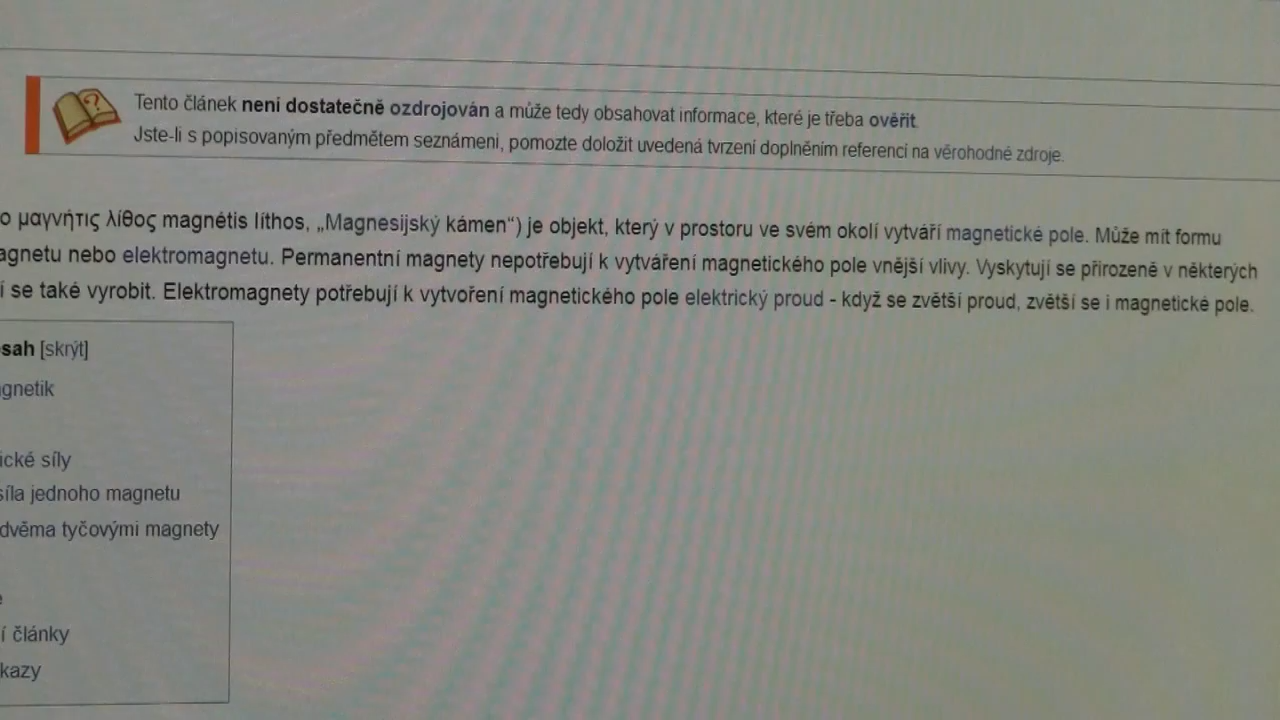 Tento článek není dostatečně ozdrojován a může tedy obsahovat informace, které je třeba ověřit.
Jste-li s popisovaným předmětem seznámeni, pomozte doložit uvedená tvrzení doplněním referencí na věrohodné zdroje.
o μαγνήτις λίθος magnétis líthos, „Magnesijský kámen“) je objekt, který v prostoru ve svém okolí vytváří magnetické pole. Může mít formu
agnetu nebo elektromagnetu. Permanentní magnety nepotřebují k vytváření magnetického pole vnější vlivy. Vyskytují se přirozeně v některých
í se také vyrobit. Elektromagnety potřebují k vytvoření magnetického pole elektrický proud - když se zvětší proud, zvětší se i magnetické pole.
sah [skrýt]
gnetik
ické síly
síla jednoho magnetu
dvěma tyčovými magnety
e
í články
kazy